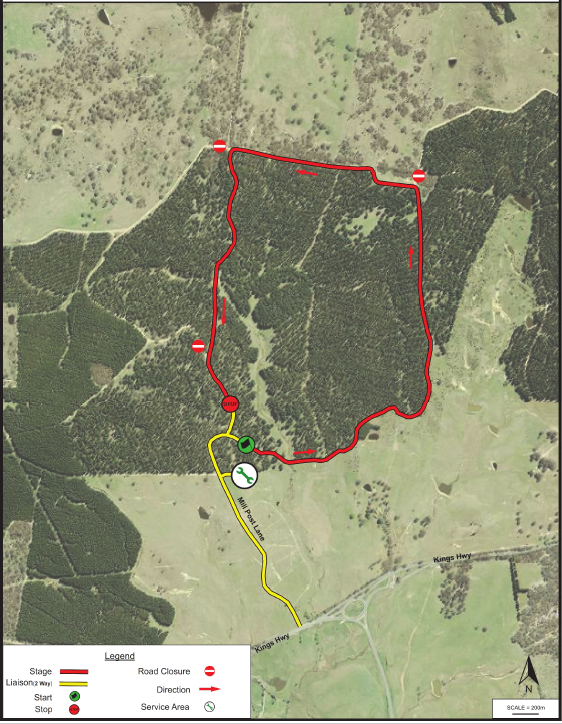 STOP
Mill Post Lane
Kings Hwy
Kings Hwy
Legend
Stage
Liaison(2 Way)
Start
Stop
Road Closure
Direction
Service Area
N
SCALE = 200m